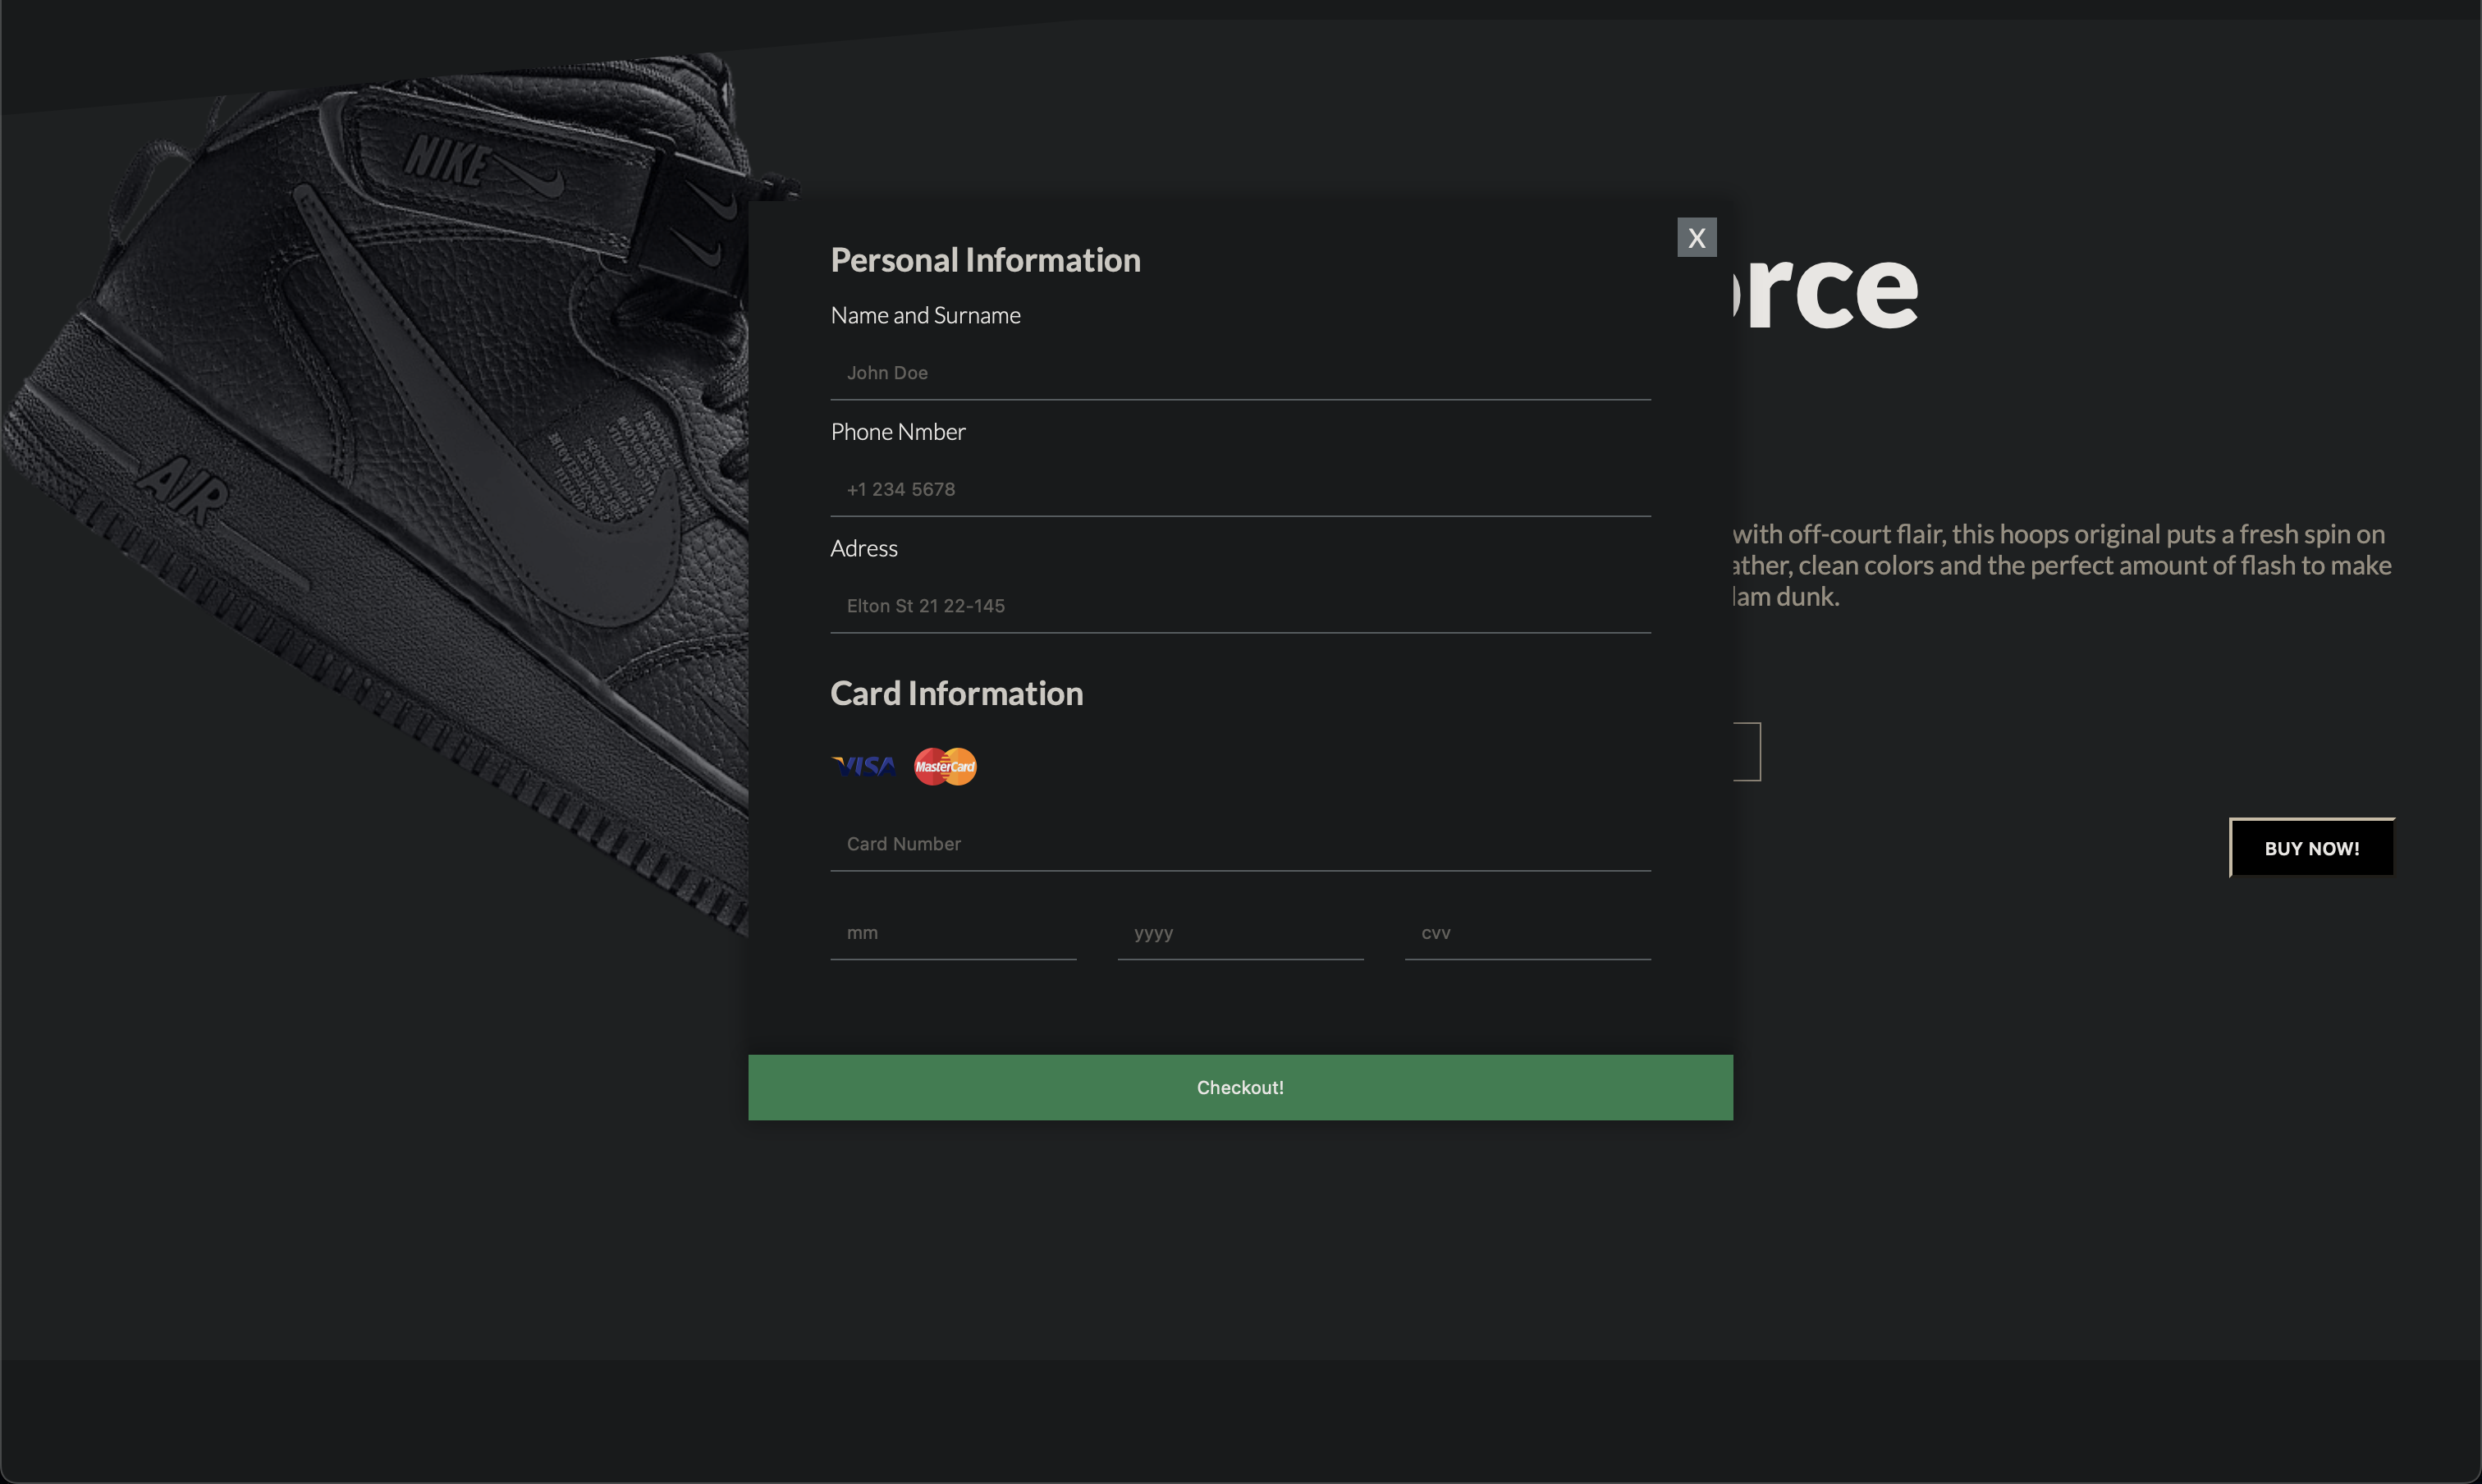 NIKE
AIR
X
Personal Information
Name and Surname
John Doe
Phone Nmber
+1 234 5678
Adress
Elton St 21 22-145
Card Information
VISA MasterCard
Card Number
mm yyyy cvv
Checkout!
orce
with off-court flair, this hoops original puts a fresh spin on
ather, clean colors and the perfect amount of flash to make
lam dunk.
BUY NOW!